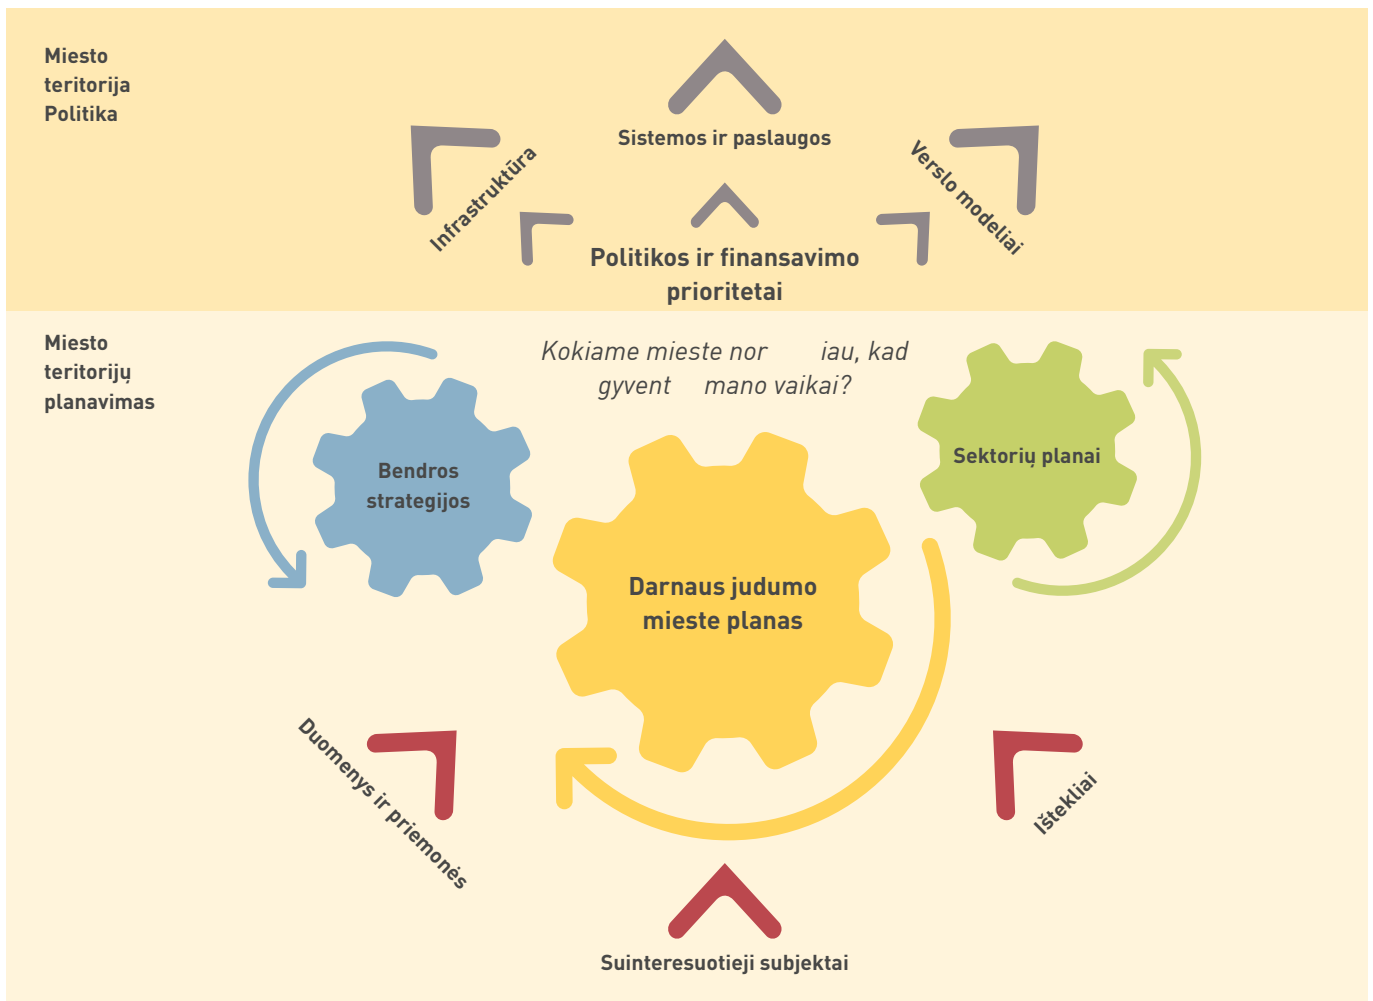 Miesto
teritorija
Politika
Sistemos ir paslaugos
Infrastruktūra
Verslo modeliai
Politikos ir finansavimo
prioritetai
Miesto
teritorijų
planavimas
Kokiame mieste nor iau, kad
gyvent mano vaikai?
Bendros
strategijos
Sektorių planai
Darnaus judumo
mieste planas
Duomenys ir priemonės
Ištekliai
Suinteresuotieji subjektai